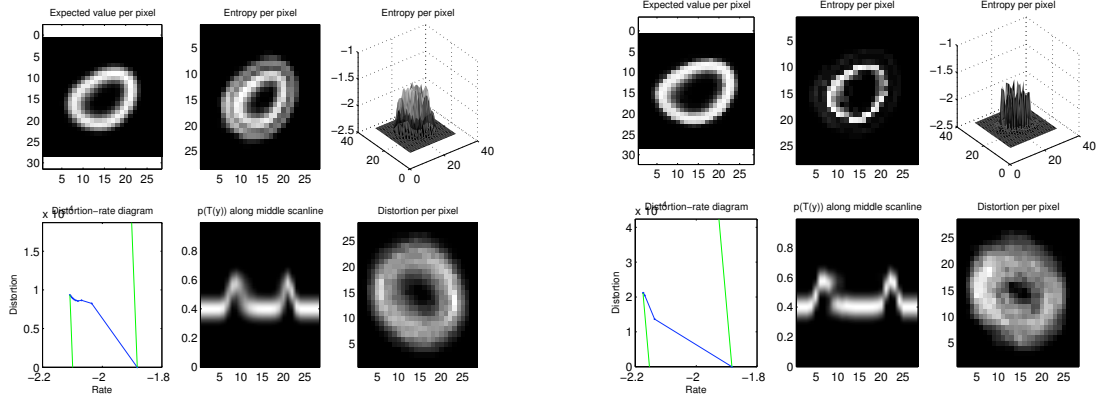 Expected value per pixel
Entropy per pixel
Entropy per pixel
0
5
10
15
20
25
30
5 10 15 20 25
0
5
10
15
20
25
5 10 15 20 25
−1
−1.5
−2
−2.5
40
20
0
0
20
40
x 10
Distortion−rate diagram
p(T(y)) along middle scanline
Distortion per pixel
Distortion
1.5
1
0.5
0
−2.2 −2 −1.8
Rate
0.8
0.6
0.4
0.2
0
5 10 15 20 25
25
20
15
10
5
5 10 15 20 25
Expected value per pixel
Entropy per pixel
Entropy per pixel
0
5
10
15
20
25
30
5 10 15 20 25
0
5
10
15
20
25
5 10 15 20 25
−1
−1.5
−2
−2.5
40
20
0
0
20
40
x 10
Distortion−rate diagram
p(T(y)) along middle scanline
Distortion per pixel
Distortion
4
3
2
1
0
−2.2 −2 −1.8
Rate
0.8
0.6
0.4
0.2
0
5 10 15 20 25
25
20
15
10
5
5 10 15 20 25